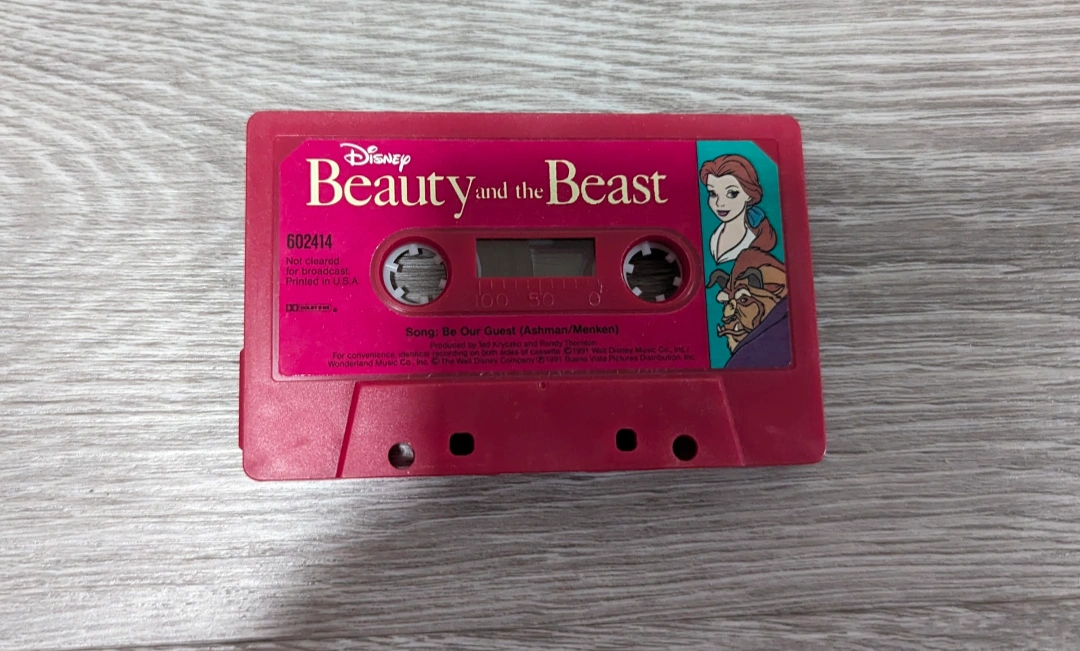 Disney
Beauty and the Beast
602414
Not cleared
for broadcast
Printed in U.S.A.
DOLBY B NR
100 50 0
Song: Be Our Guest (Ashman/Menken)
Produced by Ted Kryczko and Randy Thornton
For convenience, identical recording on both sides of cassette ©1991 Walt Disney Music Co., Inc./
Wonderland Music Co., Inc. © The Walt Disney Company ℗ 1991 Buena Vista Pictures Distribution, Inc.